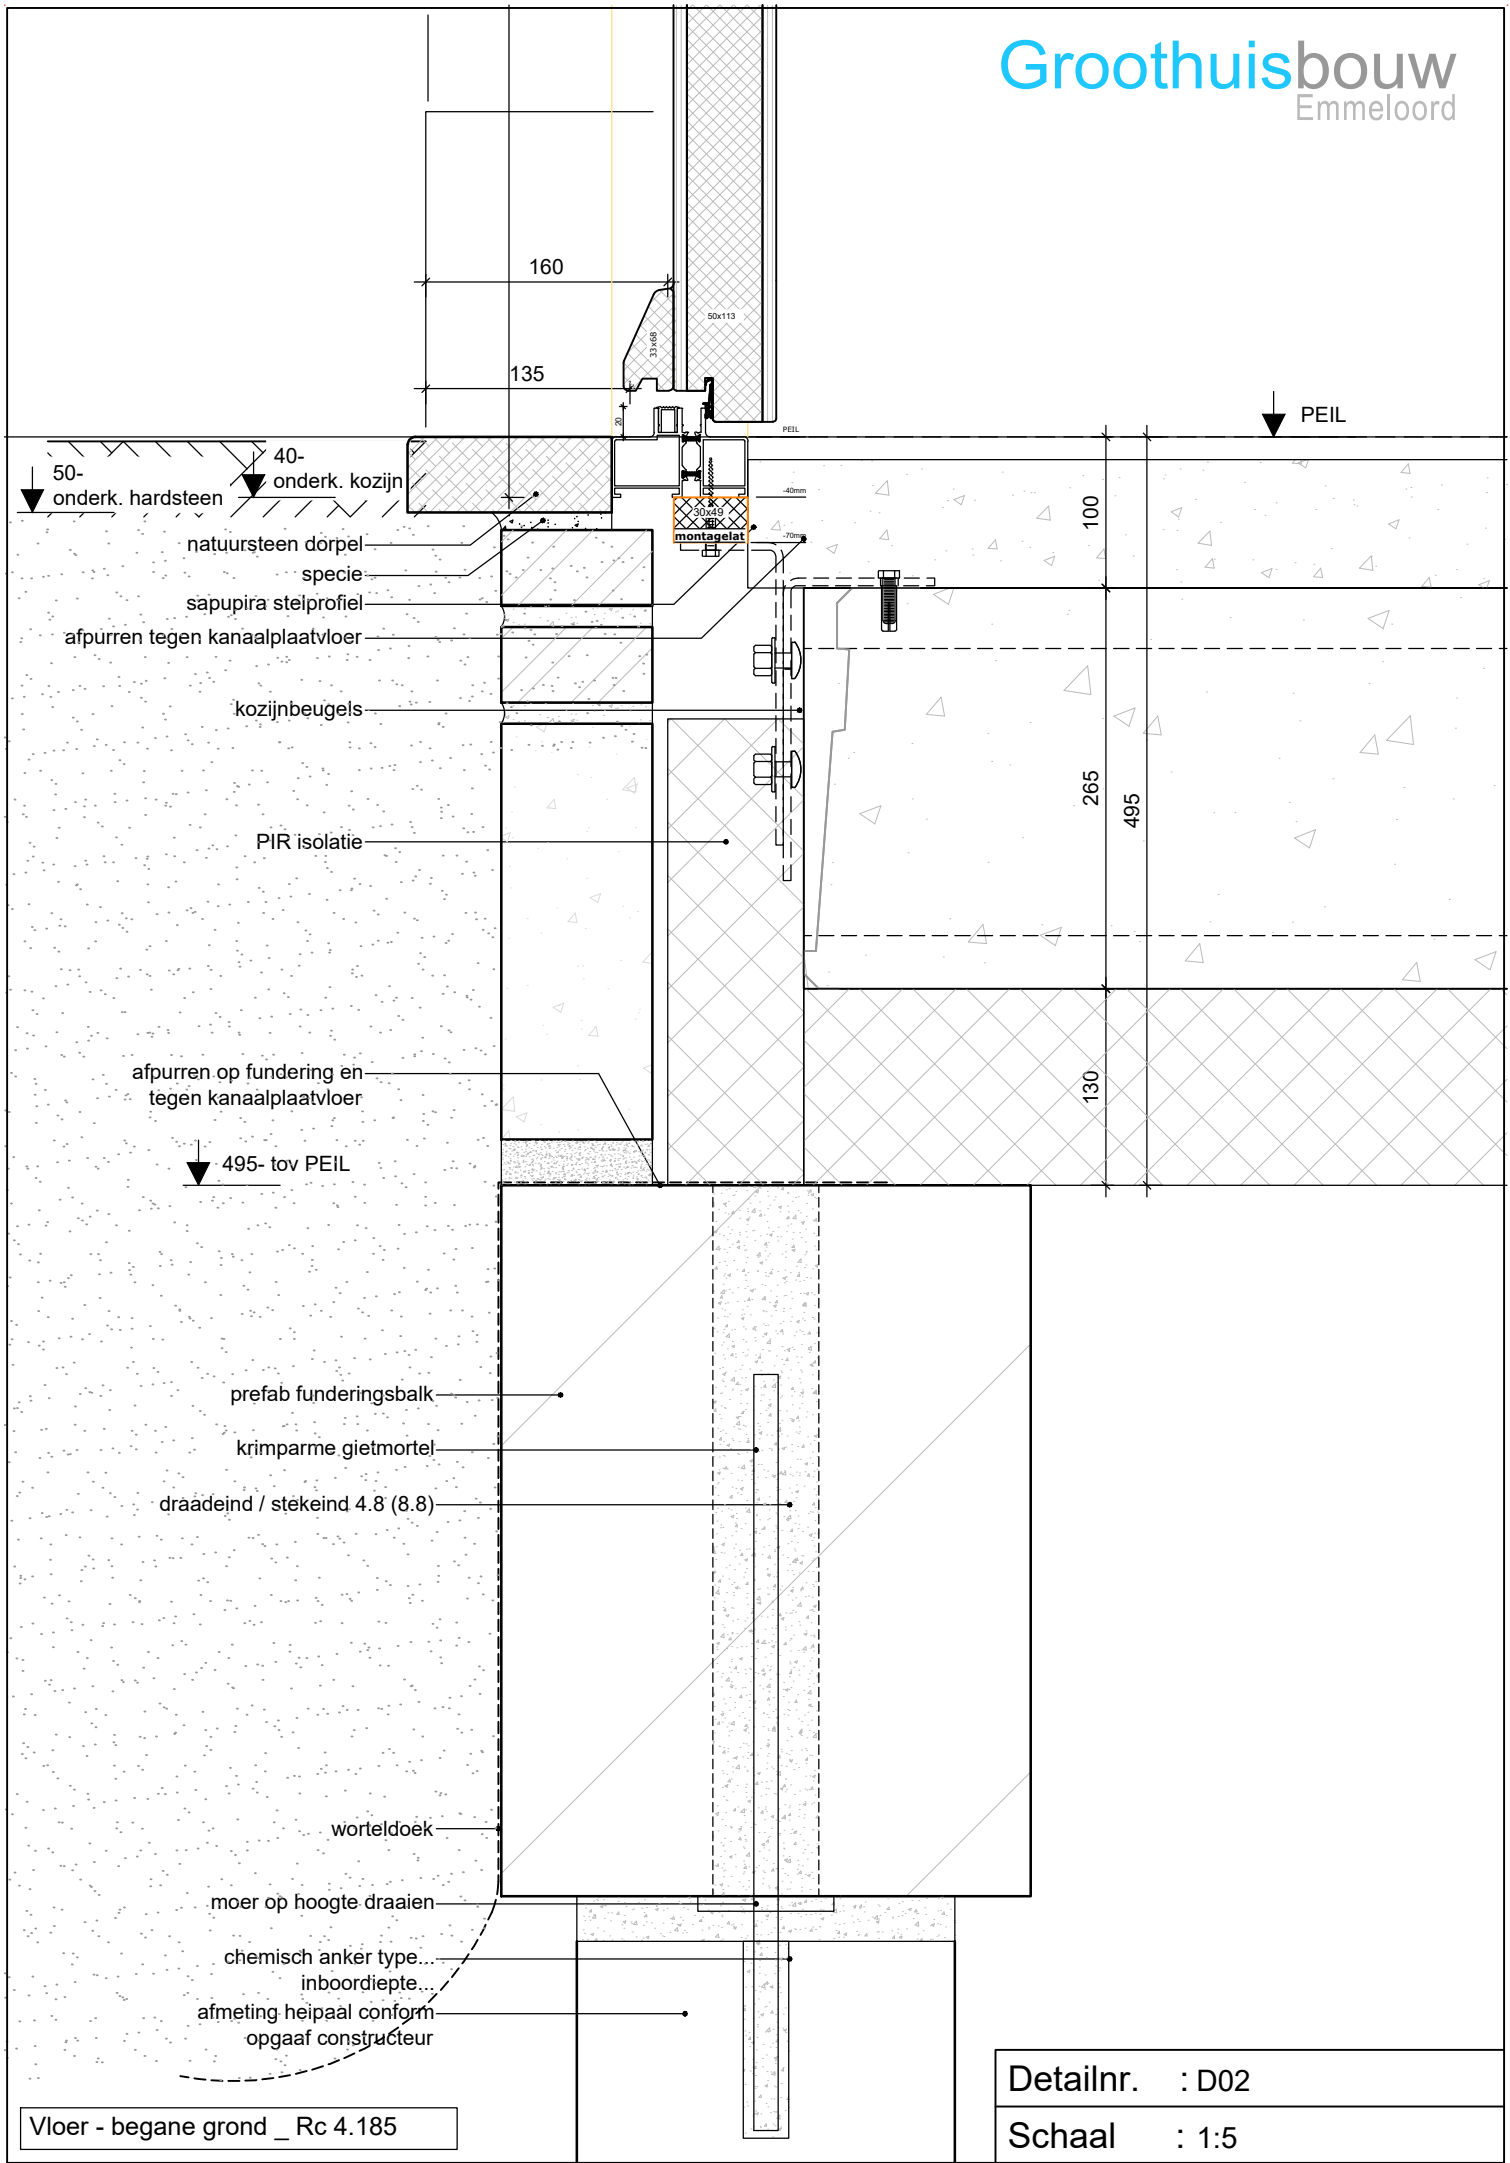 Groothuisbouw
Emmeloord
160
50x113
33x68
135
20
PEIL
PEIL
50-
onderk. hardsteen
40-
onderk. kozijn
-40mm
30x49
montagelat
-70mm
100
natuursteen dorpel
specie
sapupira stelprofiel
afpurren tegen kanaalplaatvloer
kozijnbeugels
265
495
PIR isolatie
afpurren op fundering en
tegen kanaalplaatvloer
130
495- tov PEIL
prefab funderingsbalk
krimparme gietmortel
draadeind / stekeind 4.8 (8.8)
worteldoek
moer op hoogte draaien
chemisch anker type...
inboordiepte...
afmeting heipaal conform
opgaaf constructeur
Vloer - begane grond _ Rc 4.185
Detailnr. : D02
Schaal : 1:5